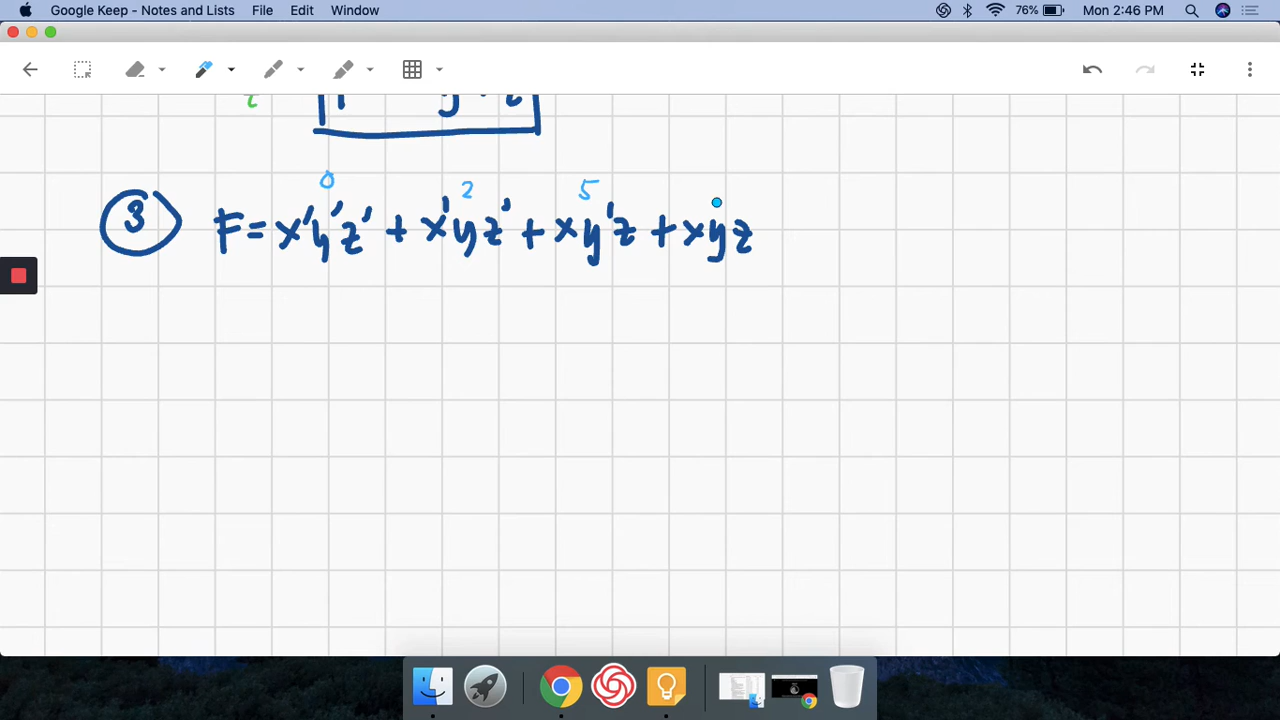 Google Keep - Notes and Lists File Edit Window 76% Mon 2:46 PM
z
0 2 5
3 F = x'y'z' + x'yz' + xy'z + xyz